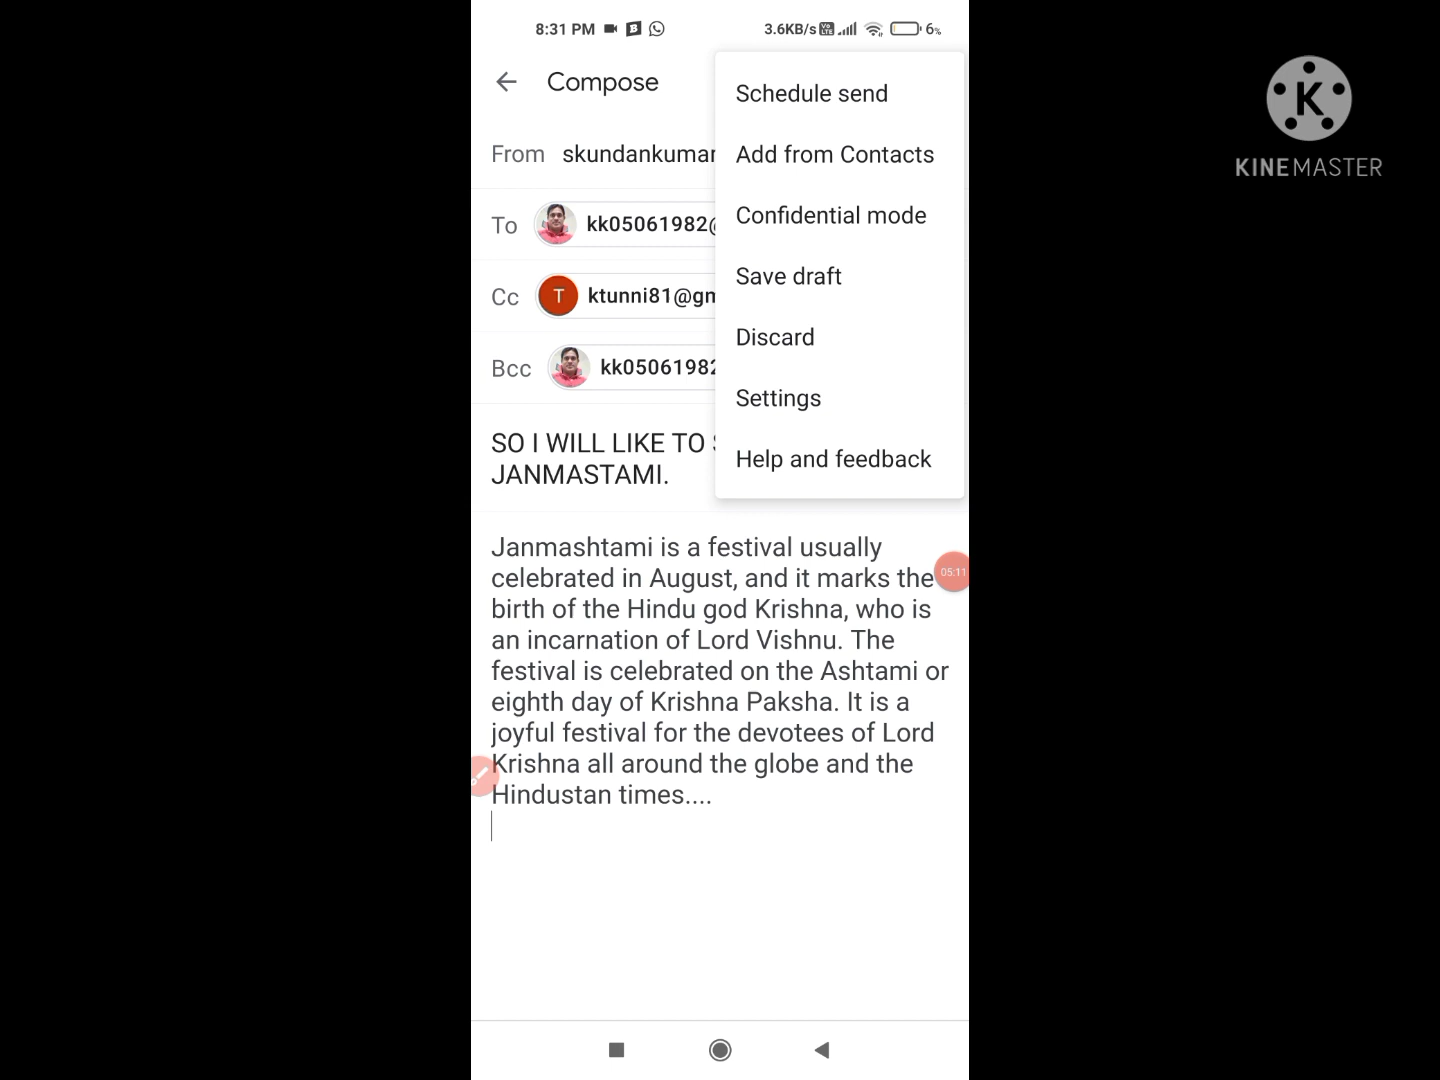 8:31 PM 3.6KB/s 6%
Compose
From skundankumar
To kk05061982@
Cc T ktunni81@gm
Bcc kk05061982
SO I WILL LIKE TO
JANMASTAMI.
Schedule send
Add from Contacts
Confidential mode
Save draft
Discard
Settings
Help and feedback
Janmashtami is a festival usually
celebrated in August, and it marks the
birth of the Hindu god Krishna, who is
an incarnation of Lord Vishnu. The
festival is celebrated on the Ashtami or
eighth day of Krishna Paksha. It is a
joyful festival for the devotees of Lord
Krishna all around the globe and the
Hindustan times....
05:11
K
KINEMASTER